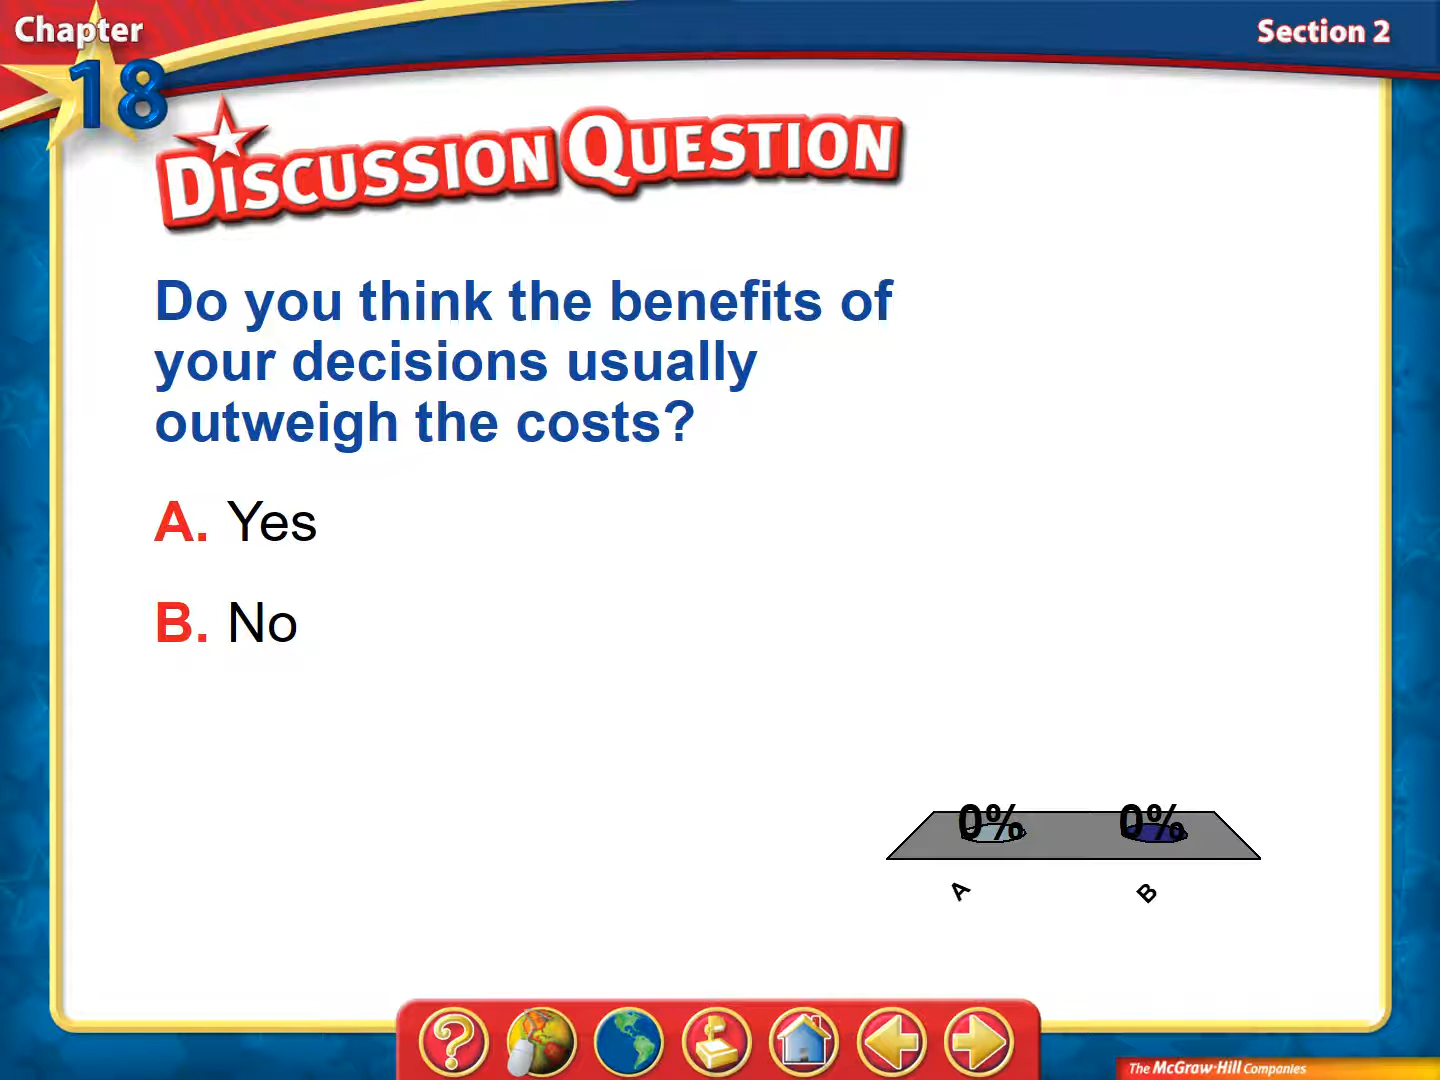 Chapter
18
Section 2
DISCUSSION QUESTION
Do you think the benefits of
your decisions usually
outweigh the costs?
A. Yes
B. No
0% 0%
A B
The McGraw-Hill Companies